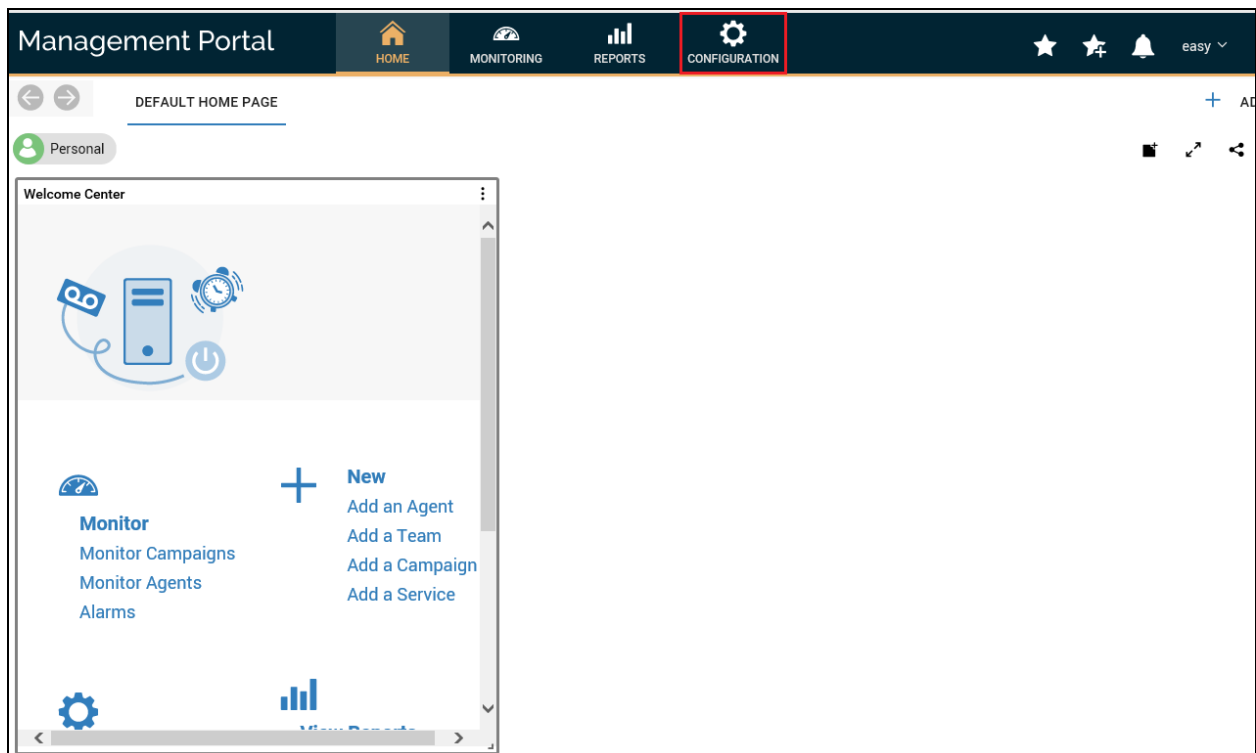 Management Portal
HOME
MONITORING
REPORTS
CONFIGURATION
easy
DEFAULT HOME PAGE
Personal
Welcome Center
Monitor
Monitor Campaigns
Monitor Agents
Alarms
New
Add an Agent
Add a Team
Add a Campaign
Add a Service